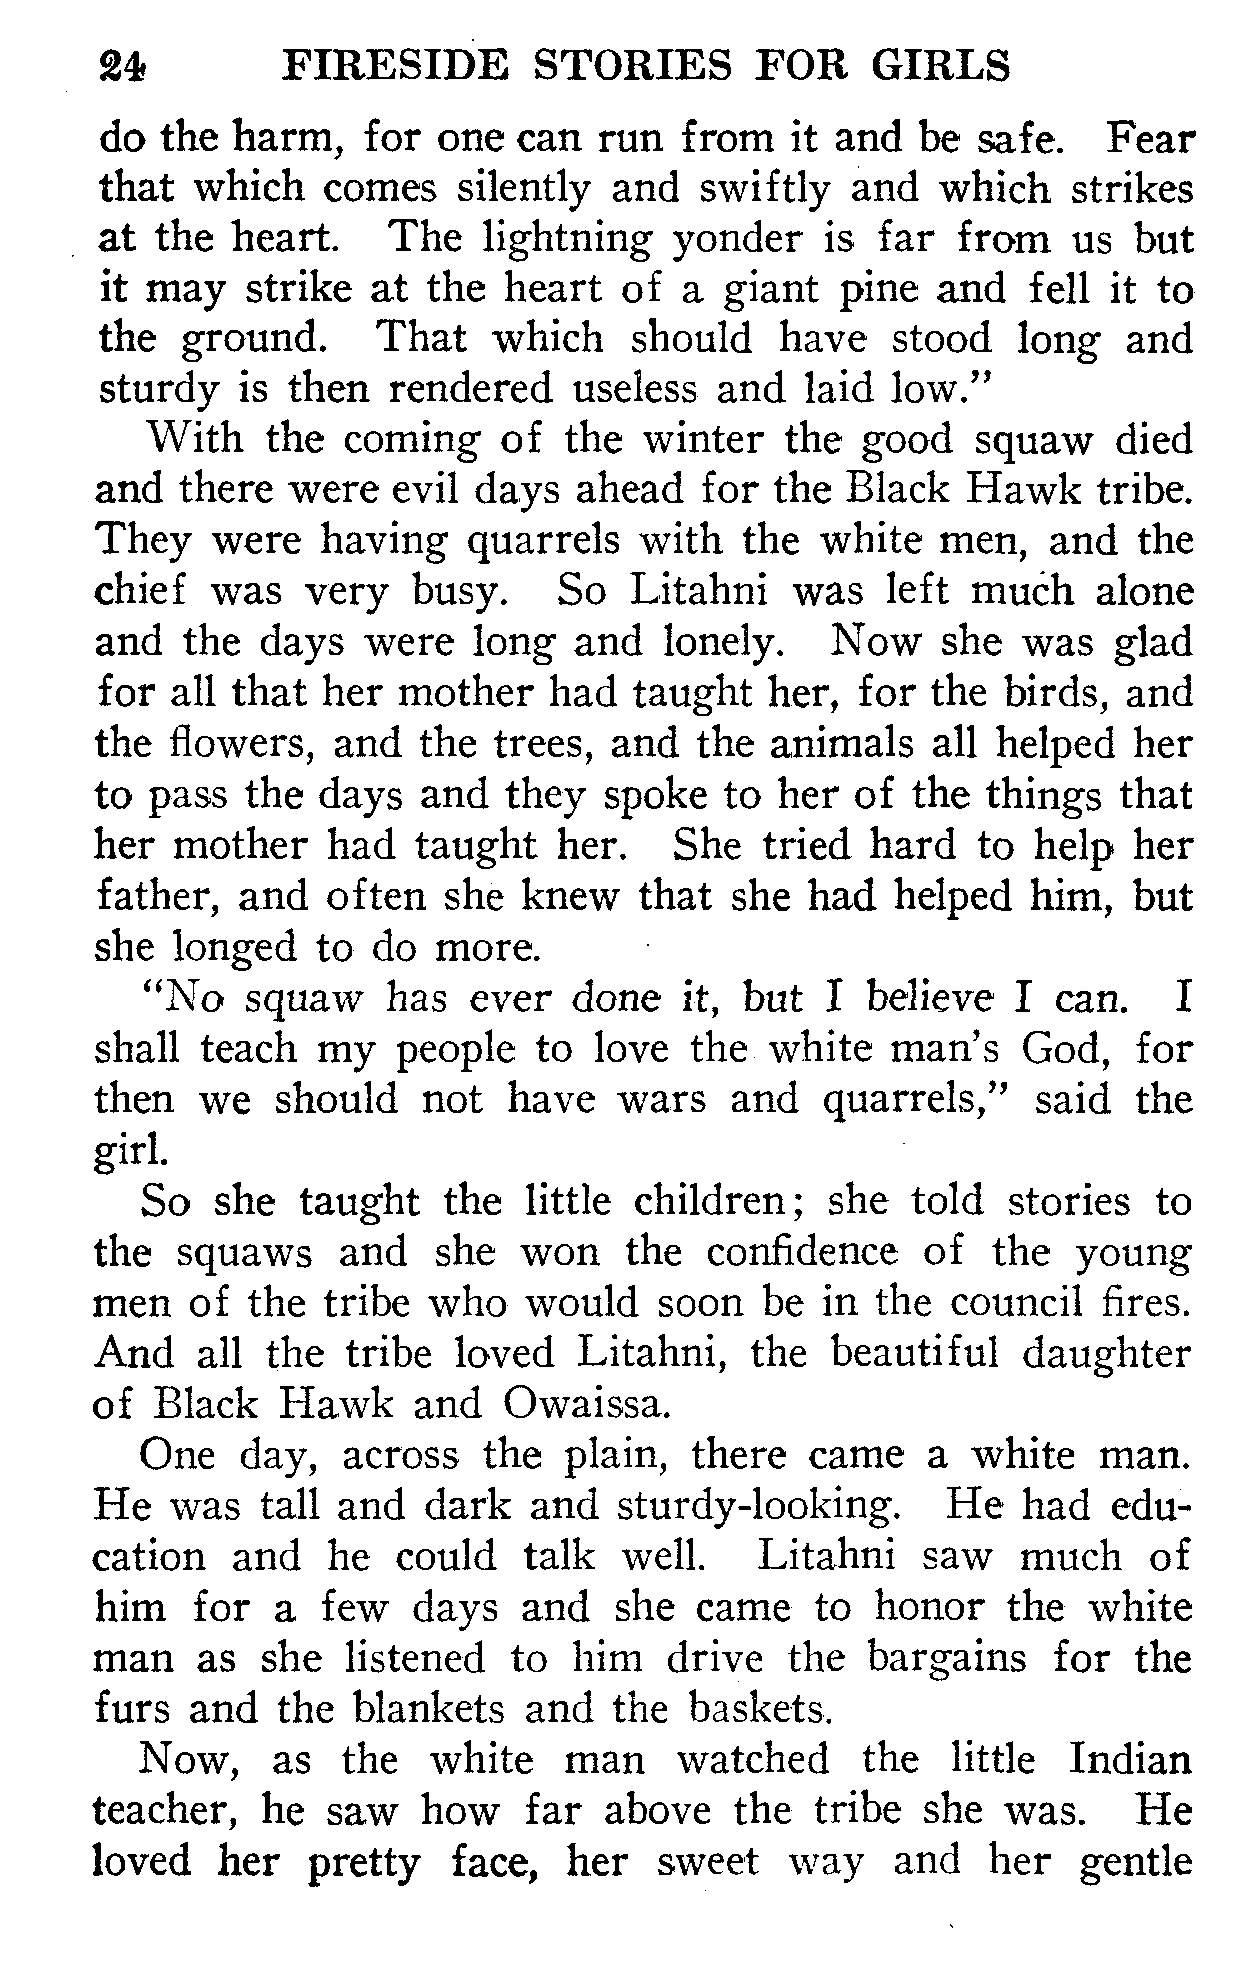 24 FIRESIDE STORIES FOR GIRLS
do the harm, for one can run from it and be safe. Fear
that which comes silently and swiftly and which strikes
at the heart. The lightning yonder is far from us but
it may strike at the heart of a giant pine and fell it to
the ground. That which should have stood long and
sturdy is then rendered useless and laid low."
With the coming of the winter the good squaw died
and there were evil days ahead for the Black Hawk tribe.
They were having quarrels with the white men, and the
chief was very busy. So Litahni was left much alone
and the days were long and lonely. Now she was glad
for all that her mother had taught her, for the birds, and
the flowers, and the trees, and the animals all helped her
to pass the days and they spoke to her of the things that
her mother had taught her. She tried hard to help her
father, and often she knew that she had helped him, but
she longed to do more.
"No squaw has ever done it, but I believe I can. I
shall teach my people to love the white man's God, for
then we should not have wars and quarrels," said the
girl.
So she taught the little children; she told stories to
the squaws and she won the confidence of the young
men of the tribe who would soon be in the council fires.
And all the tribe loved Litahni, the beautiful daughter
of Black Hawk and Owaissa.
One day, across the plain, there came a white man.
He was tall and dark and sturdy-looking. He had edu-
cation and he could talk well. Litahni saw much of
him for a few days and she came to honor the white
man as she listened to him drive the bargains for the
furs and the blankets and the baskets.
Now, as the white man watched the little Indian
teacher, he saw how far above the tribe she was. He
loved her pretty face, her sweet way and her gentle